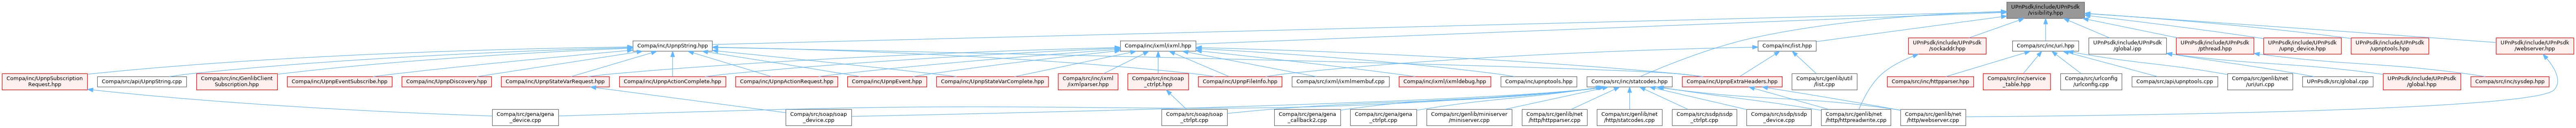 UPnPsdk/include/UPnPsdk
/visibility.hpp
Compa/inc/UpnpString.hpp
Compa/inc/ixml/ixml.hpp
Compa/inc/list.hpp
UPnPsdk/include/UPnPsdk
/sockaddr.hpp
Compa/src/inc/uri.hpp
UPnPsdk/include/UPnPsdk
/global.ipp
UPnPsdk/include/UPnPsdk
/pthread.hpp
UPnPsdk/include/UPnPsdk
/upnp_device.hpp
UPnPsdk/include/UPnPsdk
/upnptools.hpp
UPnPsdk/include/UPnPsdk
/webserver.hpp
Compa/inc/UpnpSubscription
Request.hpp
Compa/src/api/UpnpString.cpp
Compa/src/inc/GenlibClient
Subscription.hpp
Compa/inc/UpnpEventSubscribe.hpp
Compa/inc/UpnpDiscovery.hpp
Compa/inc/UpnpStateVarRequest.hpp
Compa/inc/UpnpActionComplete.hpp
Compa/inc/UpnpActionRequest.hpp
Compa/inc/UpnpEvent.hpp
Compa/inc/UpnpStateVarComplete.hpp
Compa/src/inc/ixml
/ixmlparser.hpp
Compa/src/inc/soap
_ctrlpt.hpp
Compa/inc/UpnpFileInfo.hpp
Compa/src/ixml/ixmlmembuf.cpp
Compa/inc/ixml/ixmldebug.hpp
Compa/inc/upnptools.hpp
Compa/src/inc/statcodes.hpp
Compa/inc/UpnpExtraHeaders.hpp
Compa/src/genlib/util
/list.cpp
Compa/src/inc/httpparser.hpp
Compa/src/inc/service
_table.hpp
Compa/src/urlconfig
/urlconfig.cpp
Compa/src/api/upnptools.cpp
Compa/src/genlib/net
/uri/uri.cpp
UPnPsdk/src/global.cpp
UPnPsdk/include/UPnPsdk
/global.hpp
Compa/src/inc/sysdep.hpp
Compa/src/gena/gena
_device.cpp
Compa/src/soap/soap
_device.cpp
Compa/src/soap/soap
_ctrlpt.cpp
Compa/src/gena/gena
_callback2.cpp
Compa/src/gena/gena
_ctrlpt.cpp
Compa/src/genlib/miniserver
/miniserver.cpp
Compa/src/genlib/net
/http/httpparser.cpp
Compa/src/genlib/net
/http/statcodes.cpp
Compa/src/ssdp/ssdp
_ctrlpt.cpp
Compa/src/ssdp/ssdp
_device.cpp
Compa/src/genlib/net
/http/httpreadwrite.cpp
Compa/src/genlib/net
/http/webserver.cpp